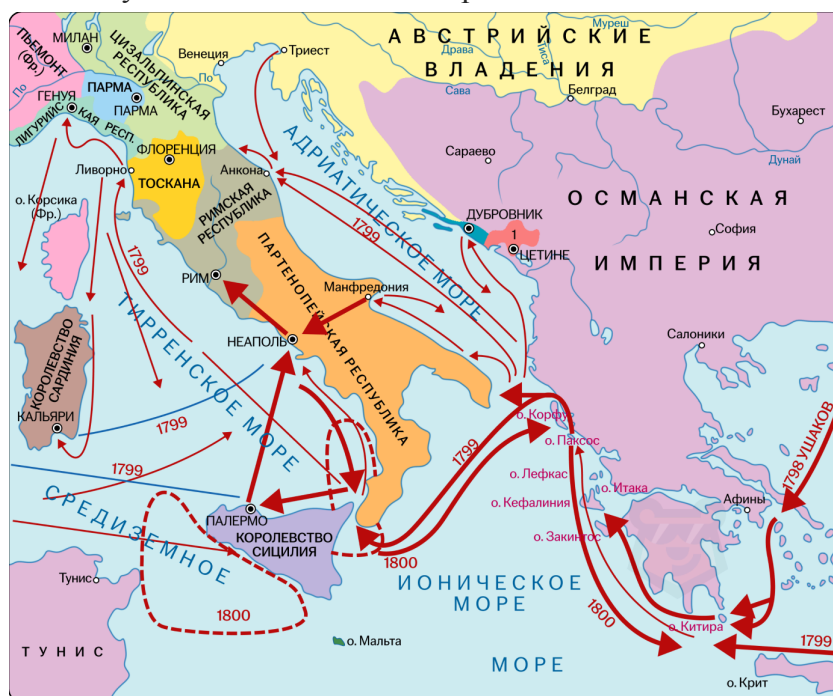 МИЛАН
ПЬЕМОНТ
(Фр.)
ЦИЗАЛЬПИНСКАЯ
РЕСПУБЛИКА
Венеция
Триест
АВСТРИЙСКИЕ
ВЛАДЕНИЯ
Драва
Тиса
Муреш
Сава
Белград
Бухарест
Дунай
По
По
ПАРМА
ПАРМА
ГЕНУЯ
ЛИГУРИЙСКАЯ РЕСП.
ФЛОРЕНЦИЯ
Ливорно
ТОСКАНА
Анкона
РИМСКАЯ
РЕСПУБЛИКА
АДРИАТИЧЕСКОЕ МОРЕ
1799
Сараево
ДУБРОВНИК
1
ЦЕТИНЕ
ОСМАНСКАЯ
ИМПЕРИЯ
София
о. Корсика
(Фр.)
1799
РИМ
ПАРТЕНОПЕЙСКАЯ РЕСПУБЛИКА
Манфредония
НЕАПОЛЬ
ТИРРЕНСКОЕ МОРЕ
Салоники
КОРОЛЕВСТВО
САРДИНИЯ
КАЛЬЯРИ
1799
1799
о. Корфу
о. Паксос
1799
о. Лефкас
о. Итака
о. Кефалиния
о. Закинтос
Афины
1798 УШАКОВ
СРЕДИЗЕМНОЕ
ПАЛЕРМО
КОРОЛЕВСТВО
СИЦИЛИЯ
1800
ИОНИЧЕСКОЕ
МОРЕ
Тунис
1800
1800
о. Китира
1799
о. Мальта
ТУНИС
МОРЕ
о. Крит